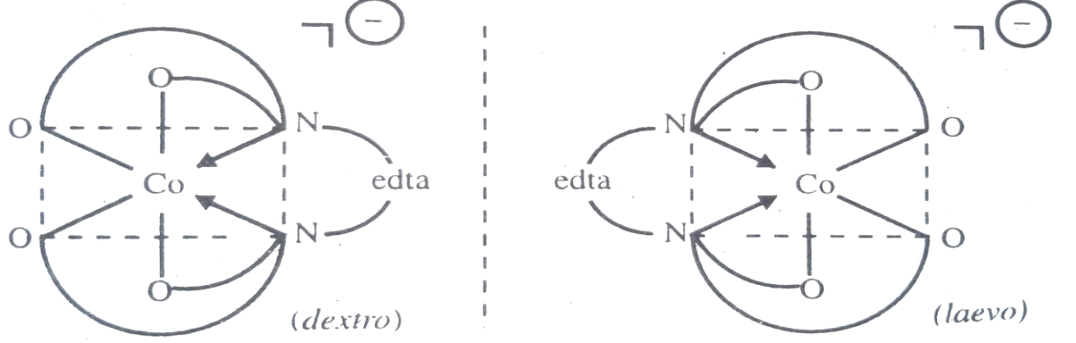 ⊖ ⊖
O O
O N N O
Co edta edta Co
O N N O
O O
(dextro) (laevo)